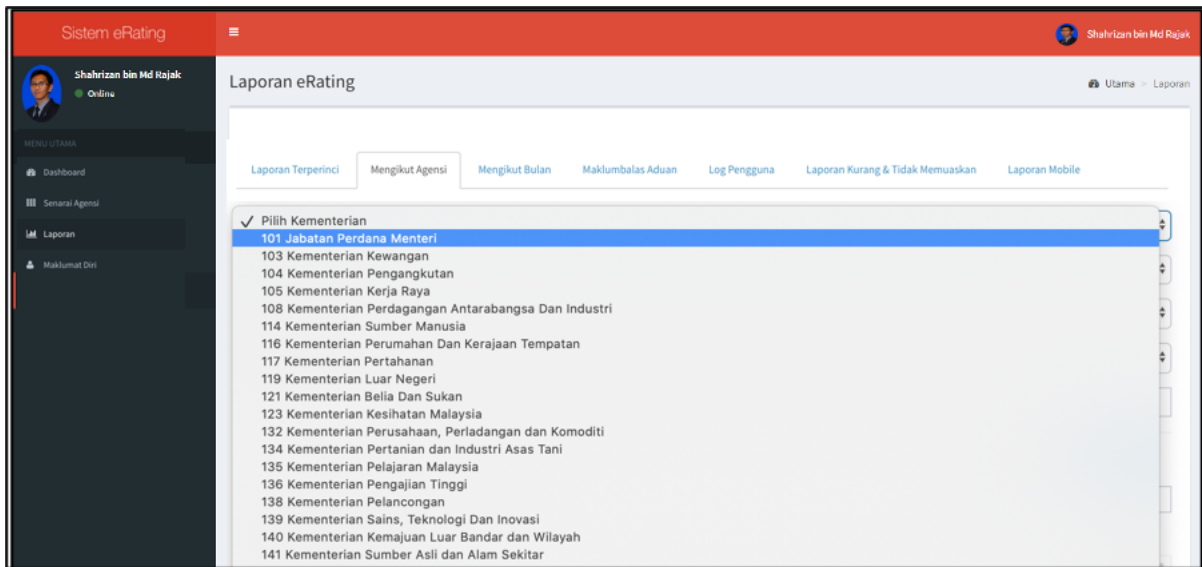 Sistem eRating
Shahrizan bin Md Rajak
Shahrizan bin Md Rajak
Online
Laporan eRating
Utama > Laporan
MENU UTAMA
Dashboard
Senarai Agensi
Laporan
Maklumat Diri
Laporan Terperinci
Mengikut Agensi
Mengikut Bulan
Maklumbalas Aduan
Log Pengguna
Laporan Kurang & Tidak Memuaskan
Laporan Mobile
✓ Pilih Kementerian
101 Jabatan Perdana Menteri
103 Kementerian Kewangan
104 Kementerian Pengangkutan
105 Kementerian Kerja Raya
108 Kementerian Perdagangan Antarabangsa Dan Industri
114 Kementerian Sumber Manusia
116 Kementerian Perumahan Dan Kerajaan Tempatan
117 Kementerian Pertahanan
119 Kementerian Luar Negeri
121 Kementerian Belia Dan Sukan
123 Kementerian Kesihatan Malaysia
132 Kementerian Perusahaan, Perladangan dan Komoditi
134 Kementerian Pertanian dan Industri Asas Tani
135 Kementerian Pelajaran Malaysia
136 Kementerian Pengajian Tinggi
138 Kementerian Pelancongan
139 Kementerian Sains, Teknologi Dan Inovasi
140 Kementerian Kemajuan Luar Bandar dan Wilayah
141 Kementerian Sumber Asli dan Alam Sekitar